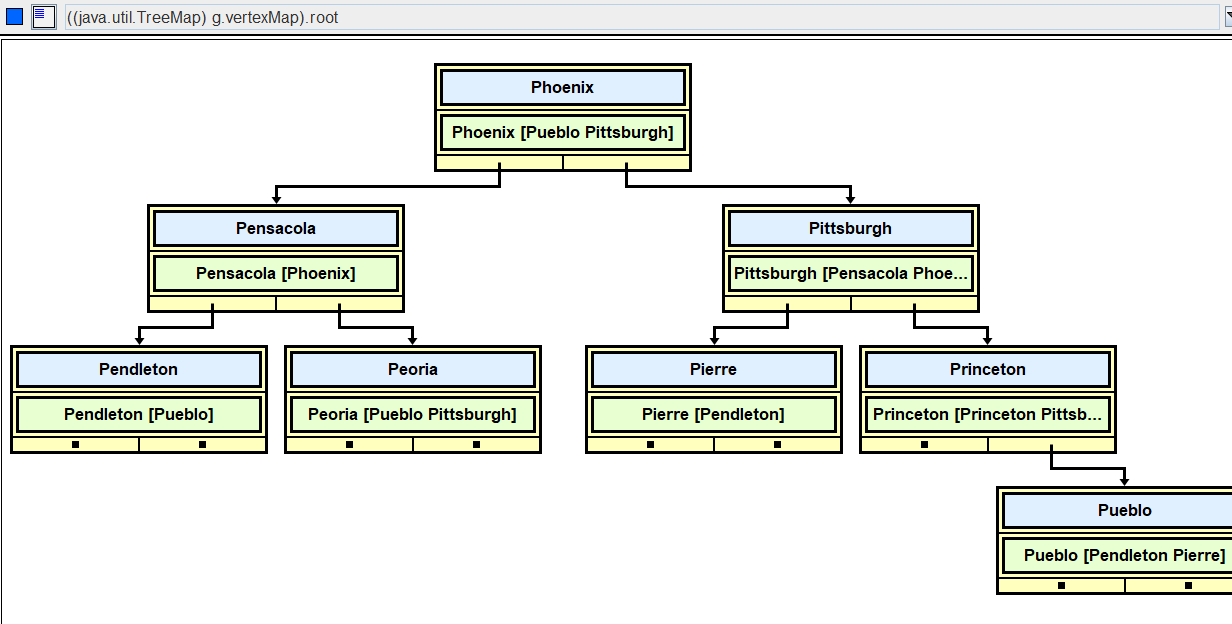 ((java.util.TreeMap) g.vertexMap).root
Phoenix
Phoenix [Pueblo Pittsburgh]
Pensacola
Pensacola [Phoenix]
Pittsburgh
Pittsburgh [Pensacola Phoe...
Pendleton
Pendleton [Pueblo]
Peoria
Peoria [Pueblo Pittsburgh]
Pierre
Pierre [Pendleton]
Princeton
Princeton [Princeton Pittsb...
Pueblo
Pueblo [Pendleton Pierre]